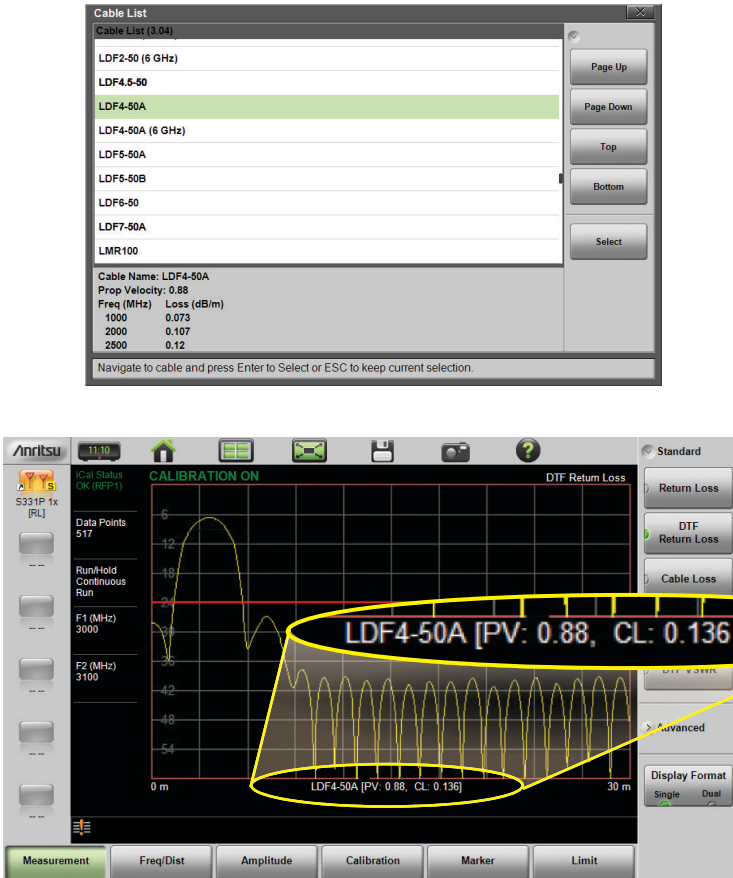 Cable List
Cable List (3.04)
LDF2-50 (6 GHz)
LDF4.5-50
LDF4-50A
LDF4-50A (6 GHz)
LDF5-50A
LDF5-50B
LDF6-50
LDF7-50A
LMR100
Page Up
Page Down
Top
Bottom
Select
Cable Name: LDF4-50A
Prop Velocity: 0.88
Freq (MHz) Loss (dB/m)
1000 0.073
2000 0.107
2500 0.12
Navigate to cable and press Enter to Select or ESC to keep current selection.
Anritsu
11:10
?
Standard
S331P 1x
[RL]
-- --
-- --
-- --
-- --
-- --
iCal Status
OK (RFP1)
Data Points
517
Run/Hold
Continuous
Run
F1 (MHz)
3000
F2 (MHz)
3100
CALIBRATION ON
DTF Return Loss
6
12
18
24
30
36
42
48
54
0 m
LDF4-50A [PV: 0.88, CL: 0.136]
30 m
LDF4-50A [PV: 0.88, CL: 0.136
Return Loss
DTF
Return Loss
Cable Loss
DTF VSWR
> Advanced
Display Format
Single Dual
Measurement
Freq/Dist
Amplitude
Calibration
Marker
Limit